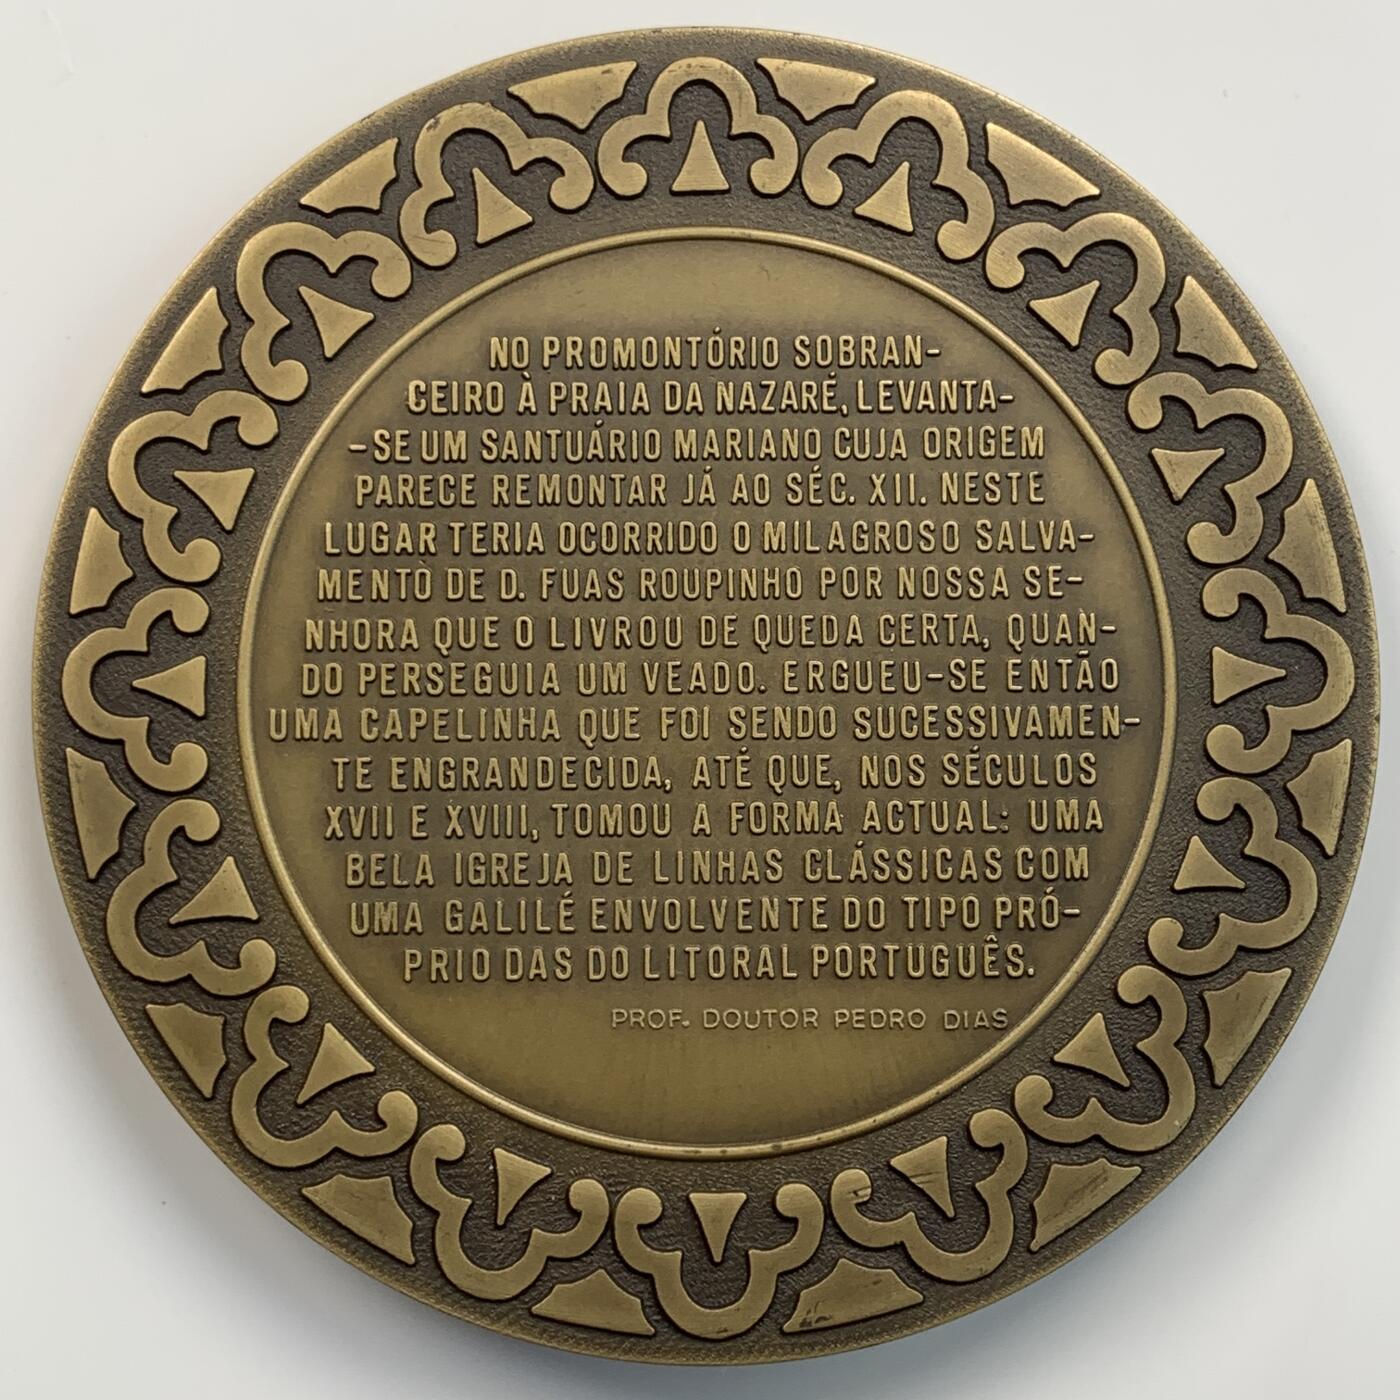 NO PROMONTÓRIO SOBRAN-
CEIRO À PRAIA DA NAZARÉ, LEVANTA-
-SE UM SANTUÁRIO MARIANO CUJA ORIGEM
PARECE REMONTAR JÁ AO SÉC. XII. NESTE
LUGAR TERIA OCORRIDO O MILAGROSO SALVA-
MENTO DE D. FUAS ROUPINHO POR NOSSA SE-
NHORA QUE O LIVROU DE QUEDA CERTA, QUAN-
DO PERSEGUIA UM VEADO. ERGUEU-SE ENTÃO
UMA CAPELINHA QUE FOI SENDO SUCESSIVAMEN-
TE ENGRANDECIDA, ATÉ QUE, NOS SÉCULOS
XVII E XVIII, TOMOU A FORMA ACTUAL: UMA
BELA IGREJA DE LINHAS CLÁSSICAS COM
UMA GALILÉ ENVOLVENTE DO TIPO PRÓ-
PRIO DAS DO LITORAL PORTUGUÊS.
PROF. DOUTOR PEDRO DIAS